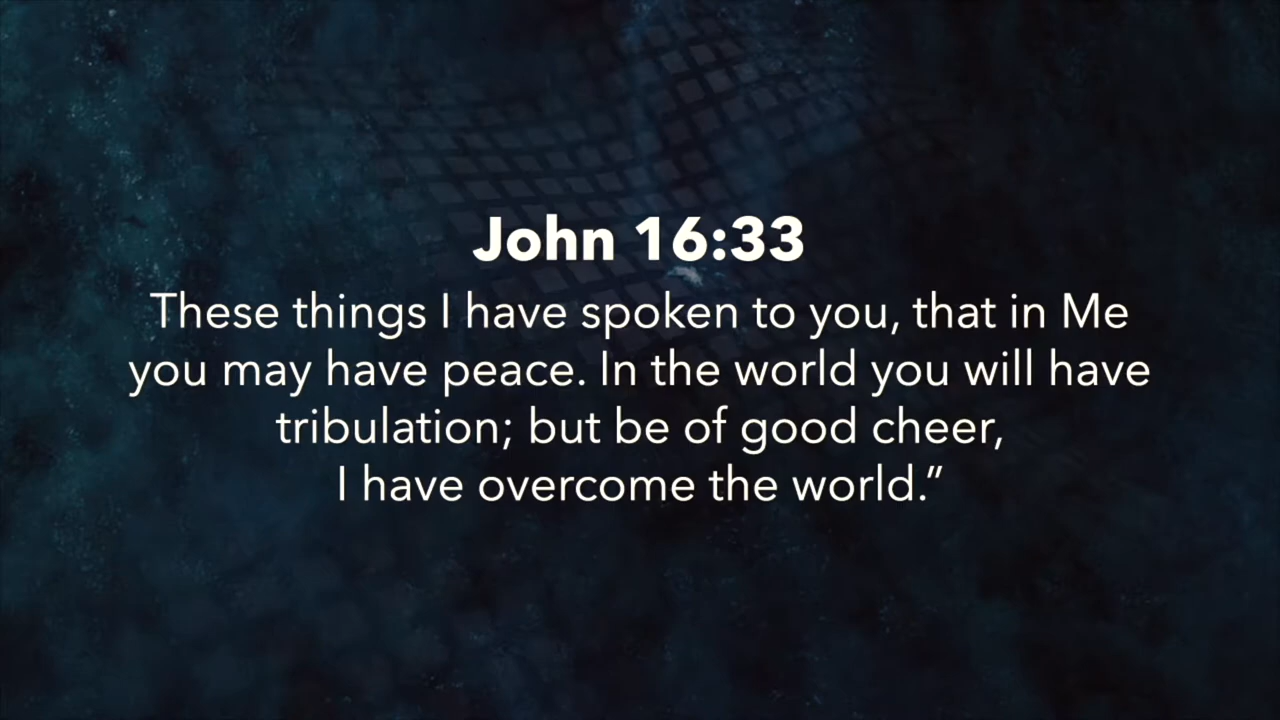 John 16:33
These things I have spoken to you, that in Me
you may have peace. In the world you will have
tribulation; but be of good cheer,
I have overcome the world.”